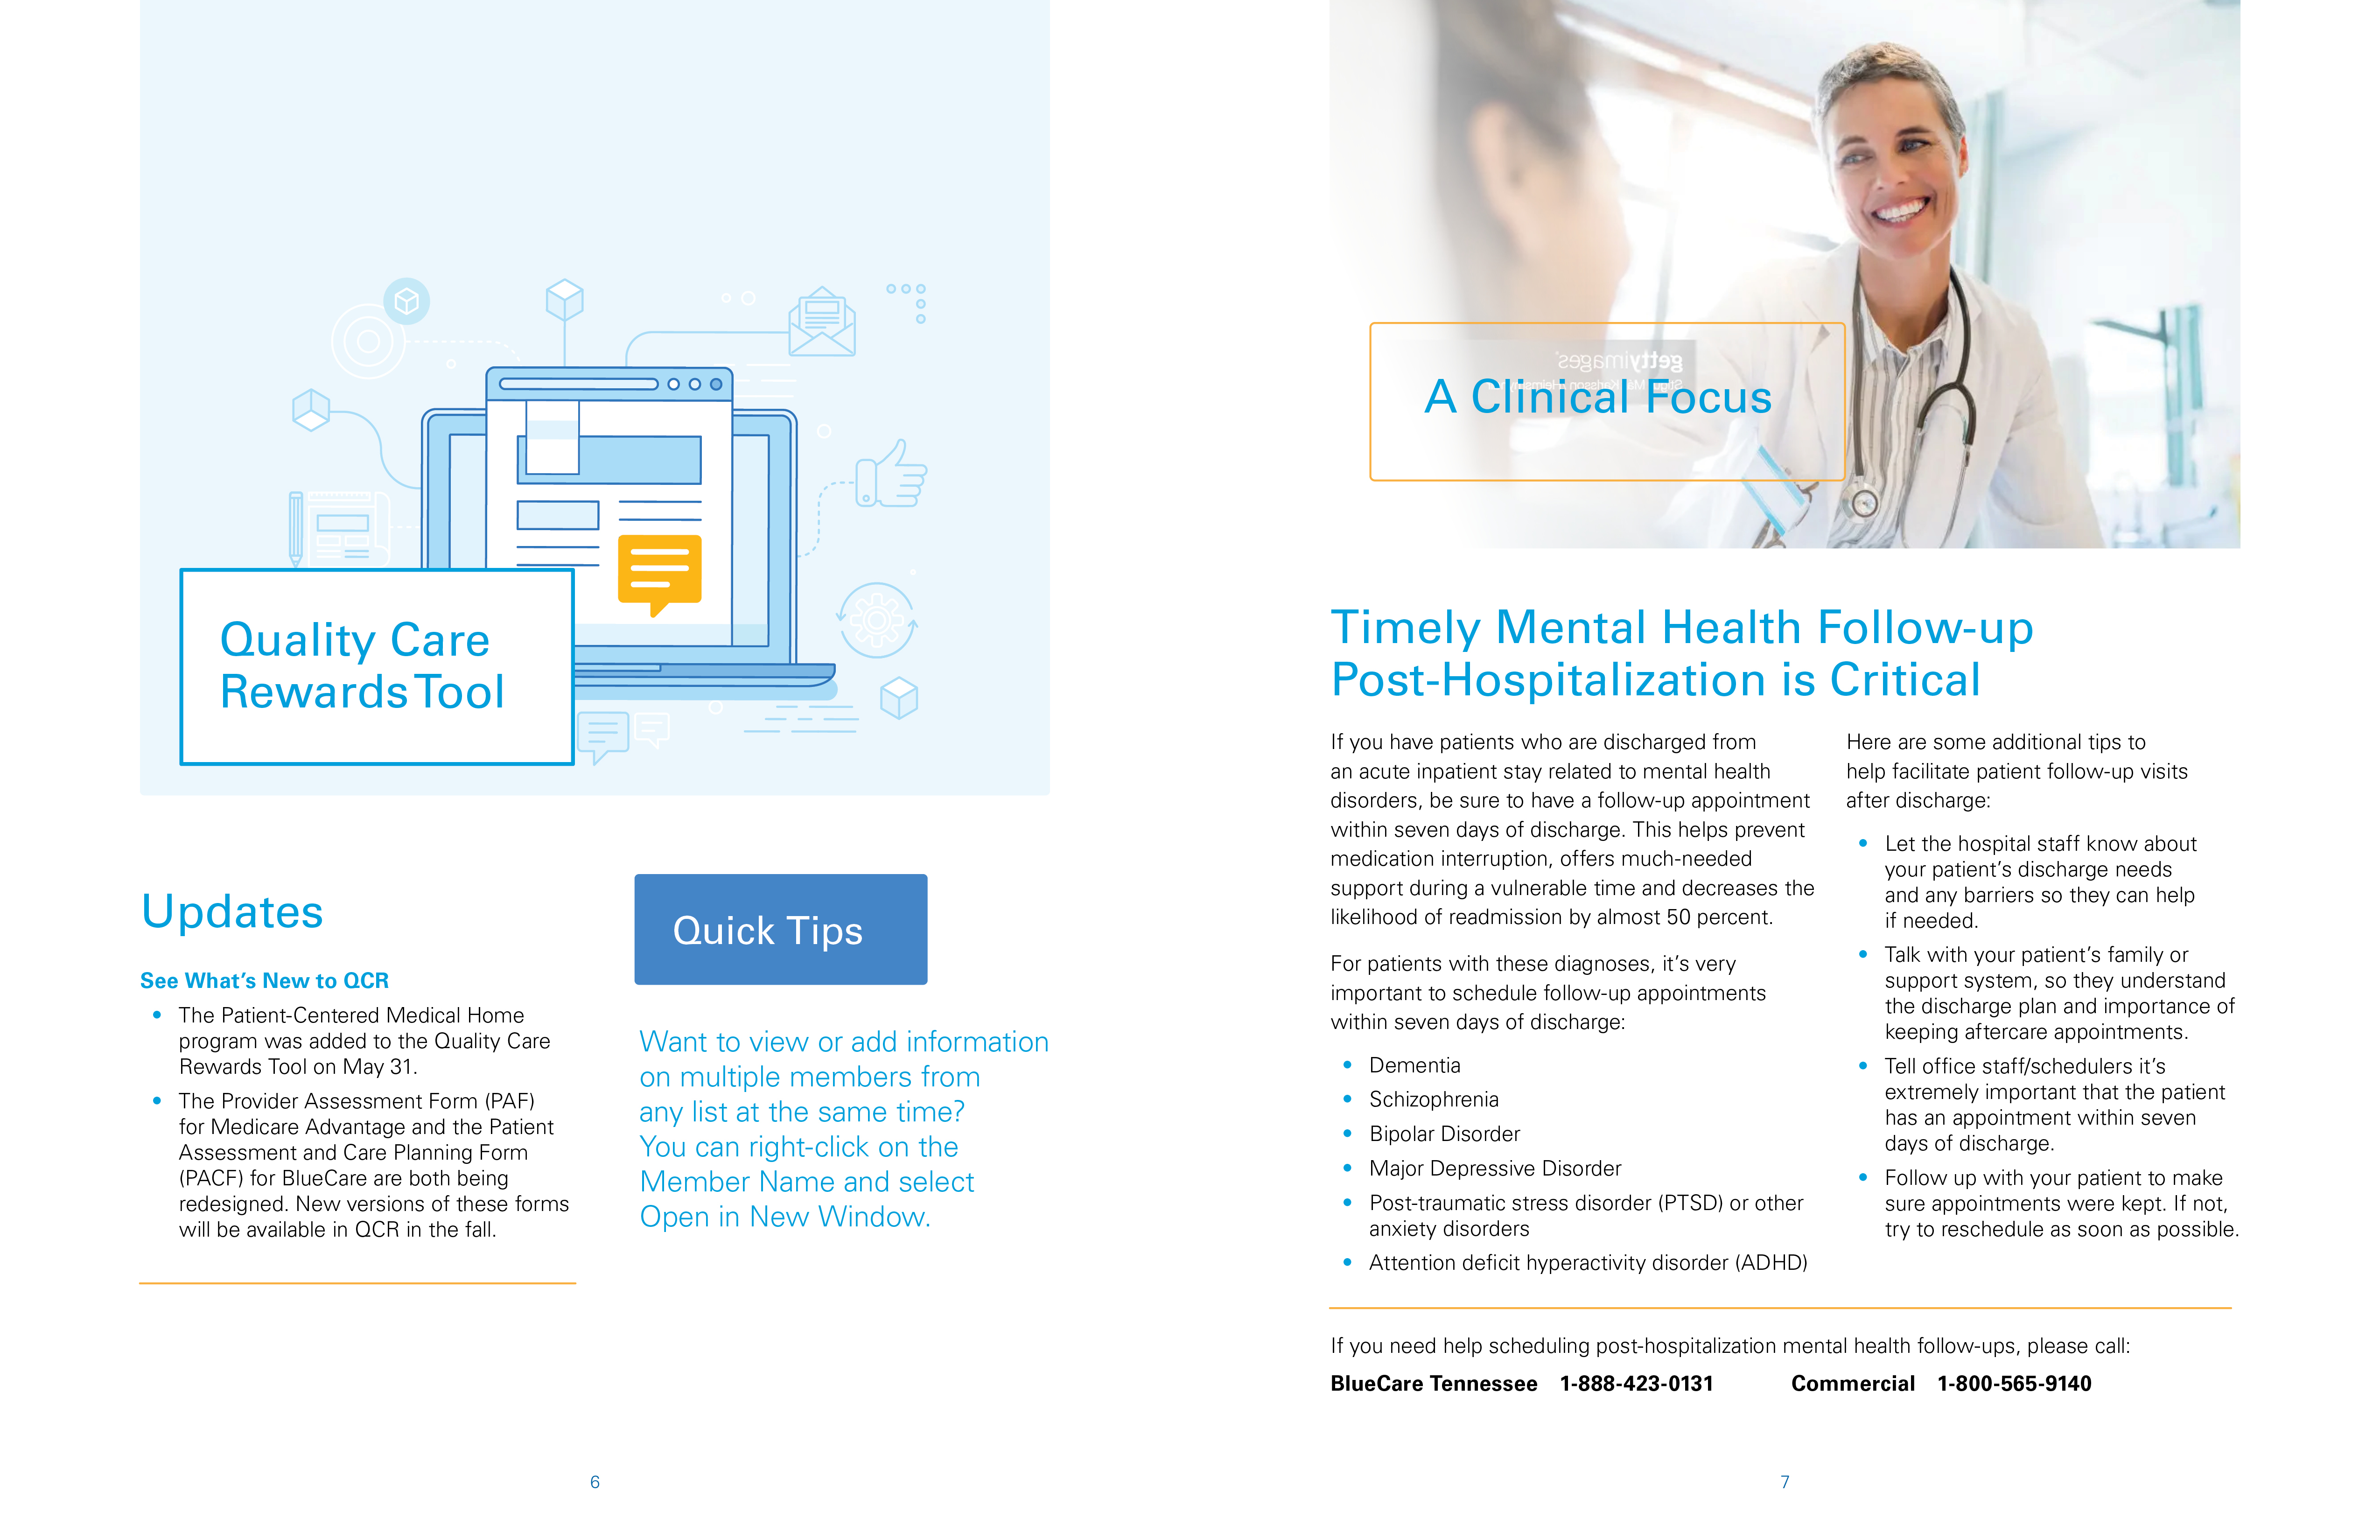 Quality Care
Rewards Tool
Updates
See What's New to QCR
• The Patient-Centered Medical Home
program was added to the Quality Care
Rewards Tool on May 31.
• The Provider Assessment Form (PAF)
for Medicare Advantage and the Patient
Assessment and Care Planning Form
(PACF) for BlueCare are both being
redesigned. New versions of these forms
will be available in QCR in the fall.
Quick Tips
Want to view or add information
on multiple members from
any list at the same time?
You can right-click on the
Member Name and select
Open in New Window.
6
gettyimages
A Clinical Focus
Timely Mental Health Follow-up
Post-Hospitalization is Critical
If you have patients who are discharged from
an acute inpatient stay related to mental health
disorders, be sure to have a follow-up appointment
within seven days of discharge. This helps prevent
medication interruption, offers much-needed
support during a vulnerable time and decreases the
likelihood of readmission by almost 50 percent.
For patients with these diagnoses, it's very
important to schedule follow-up appointments
within seven days of discharge:
• Dementia
• Schizophrenia
• Bipolar Disorder
• Major Depressive Disorder
• Post-traumatic stress disorder (PTSD) or other
anxiety disorders
• Attention deficit hyperactivity disorder (ADHD)
Here are some additional tips to
help facilitate patient follow-up visits
after discharge:
• Let the hospital staff know about
your patient's discharge needs
and any barriers so they can help
if needed.
• Talk with your patient's family or
support system, so they understand
the discharge plan and importance of
keeping aftercare appointments.
• Tell office staff/schedulers it's
extremely important that the patient
has an appointment within seven
days of discharge.
• Follow up with your patient to make
sure appointments were kept. If not,
try to reschedule as soon as possible.
If you need help scheduling post-hospitalization mental health follow-ups, please call:
BlueCare Tennessee 1-888-423-0131 Commercial 1-800-565-9140
7